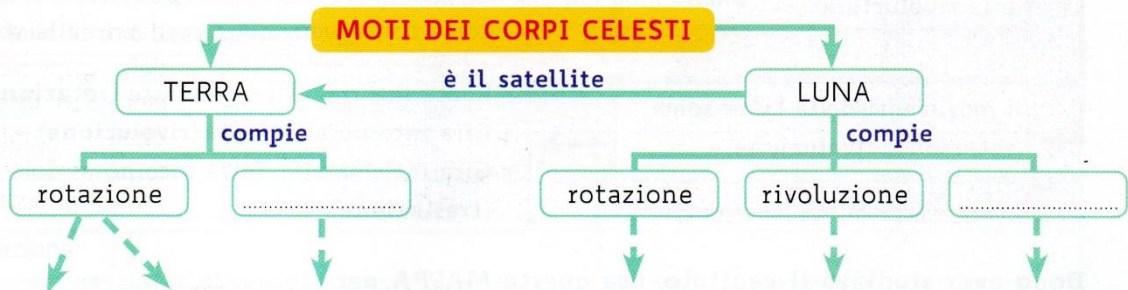 MOTI DEI CORPI CELESTI
TERRA
è il satellite
LUNA
compie
compie
rotazione
..............................
rotazione
rivoluzione
..............................